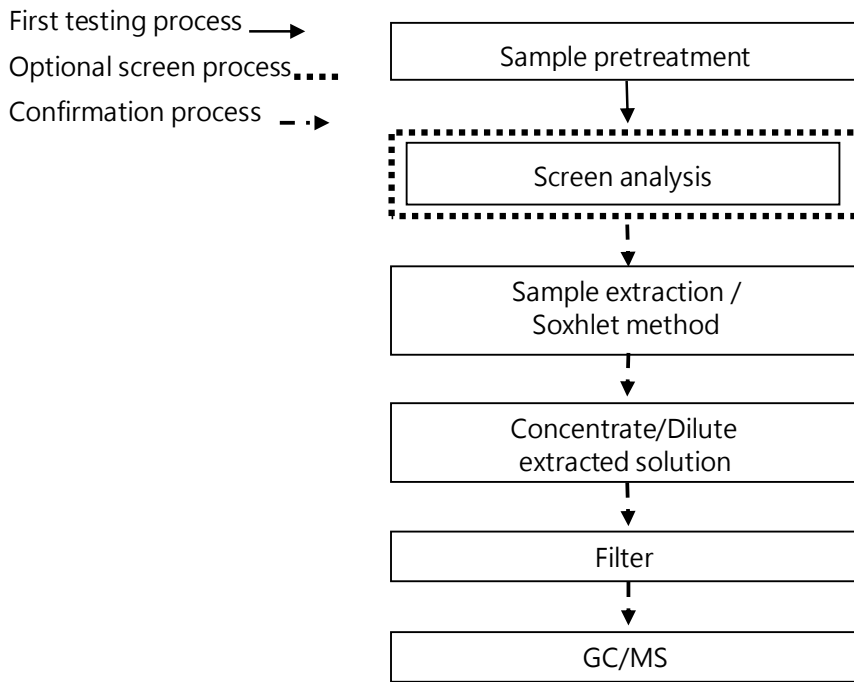 First testing process
Optional screen process
Confirmation process
Sample pretreatment
Screen analysis
Sample extraction /
Soxhlet method
Concentrate/Dilute
extracted solution
Filter
GC/MS